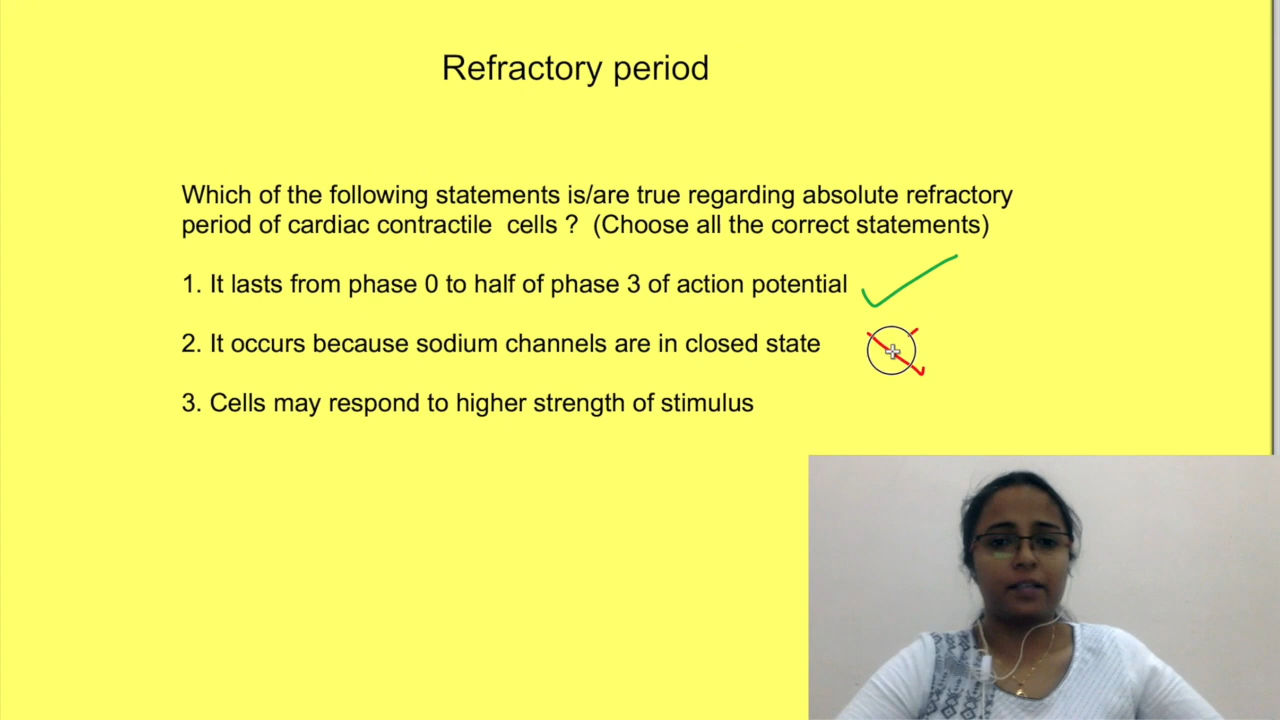 Refractory period
Which of the following statements is/are true regarding absolute refractory
period of cardiac contractile cells ? (Choose all the correct statements)
1. It lasts from phase 0 to half of phase 3 of action potential
2. It occurs because sodium channels are in closed state
3. Cells may respond to higher strength of stimulus